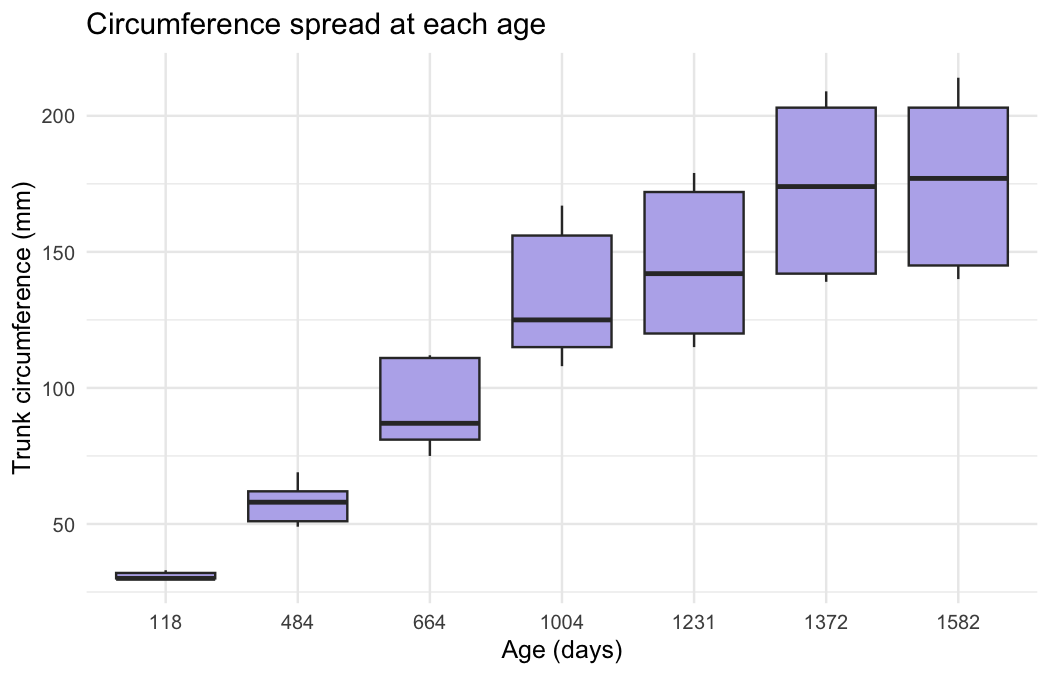 Circumference spread at each age
Trunk circumference (mm)
200
150
100
50
118 484 664 1004 1231 1372 1582
Age (days)